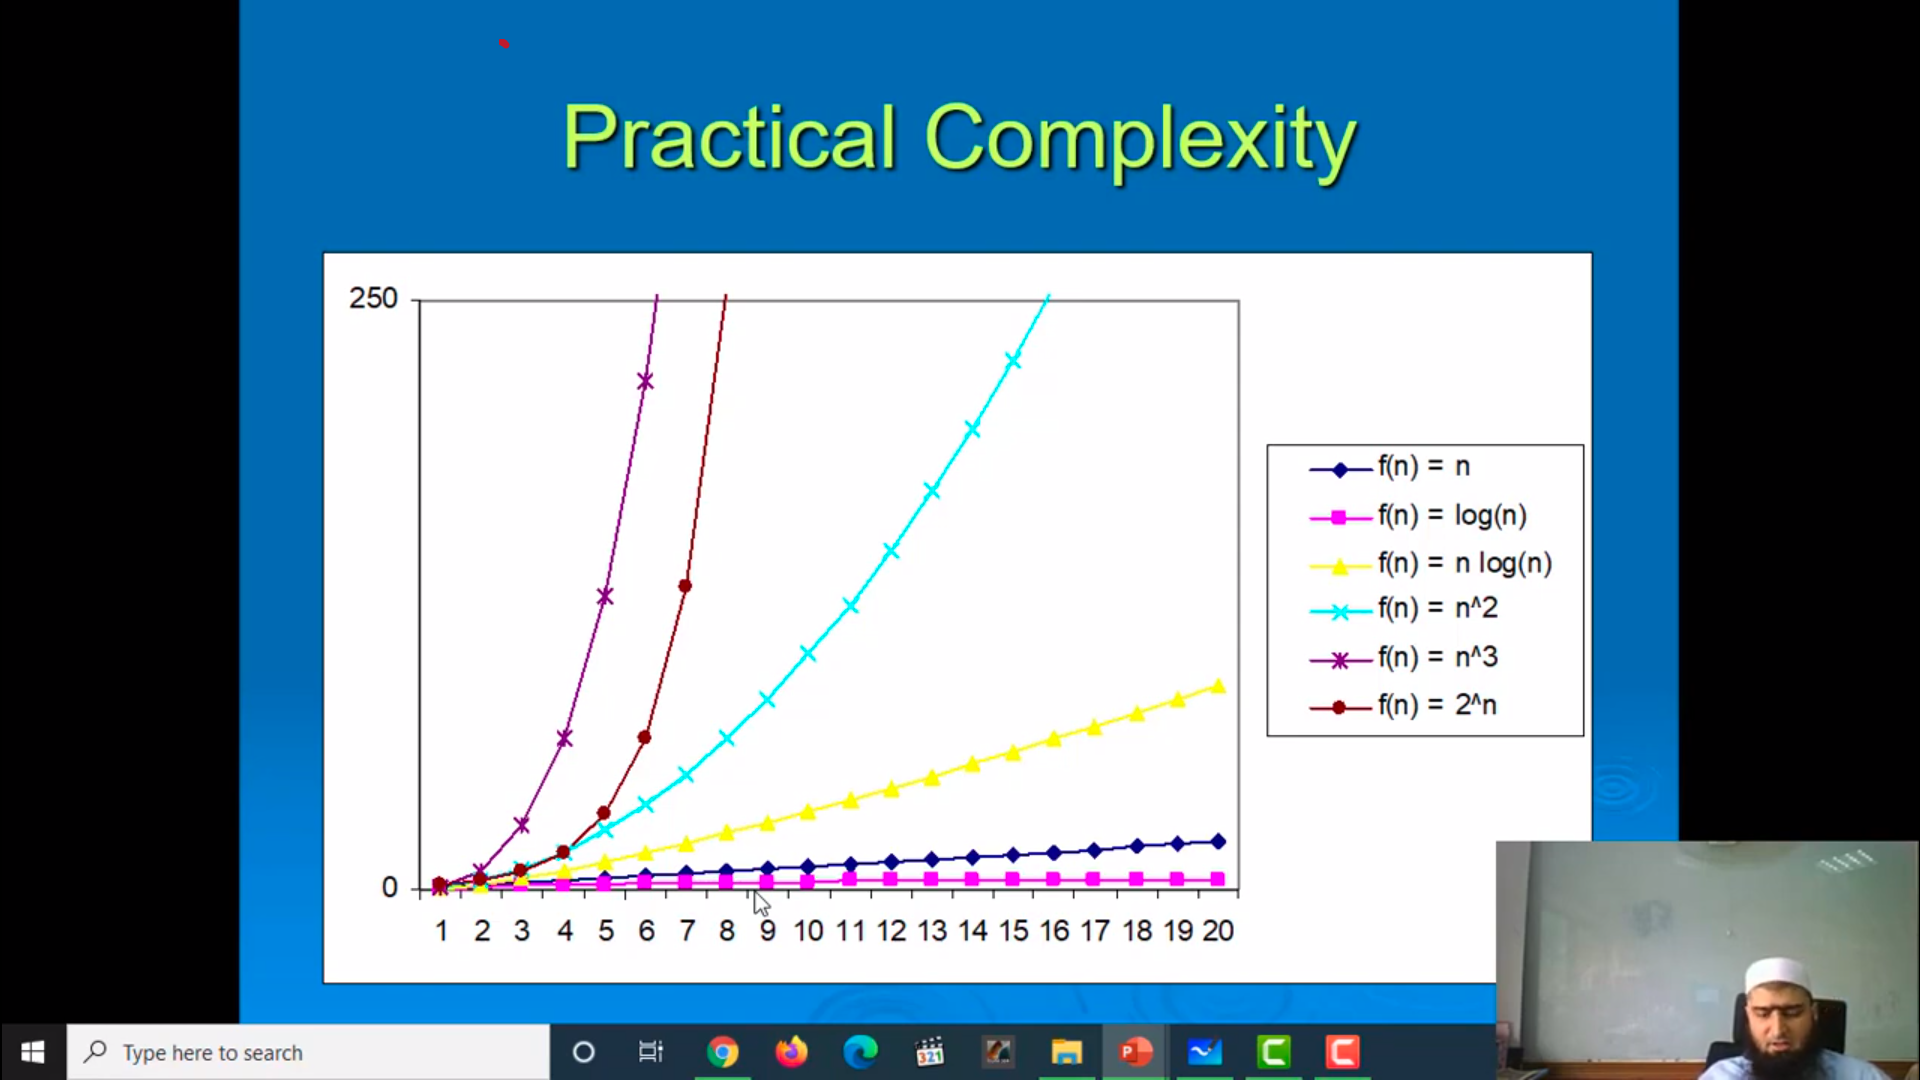 Practical Complexity
250
0
1 2 3 4 5 6 7 8 9 10 11 12 13 14 15 16 17 18 19 20
f(n) = n
f(n) = log(n)
f(n) = n log(n)
f(n) = n^2
f(n) = n^3
f(n) = 2^n
Type here to search
321